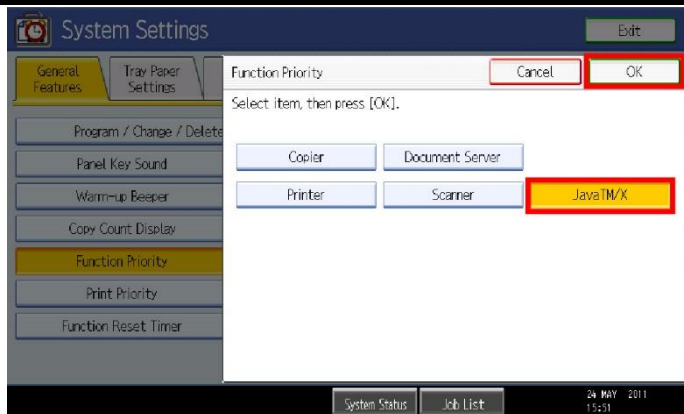 System Settings
Exit
General Features
Tray Paper Settings
Function Priority
Cancel
OK
Select item, then press [OK].
Program / Change / Delete
Panel Key Sound
Warm-up Beeper
Copy Count Display
Function Priority
Print Priority
Function Reset Timer
Copier
Document Server
Printer
Scanner
JavaTM/X
System Status
Job List
24 MAY 2011
15:51